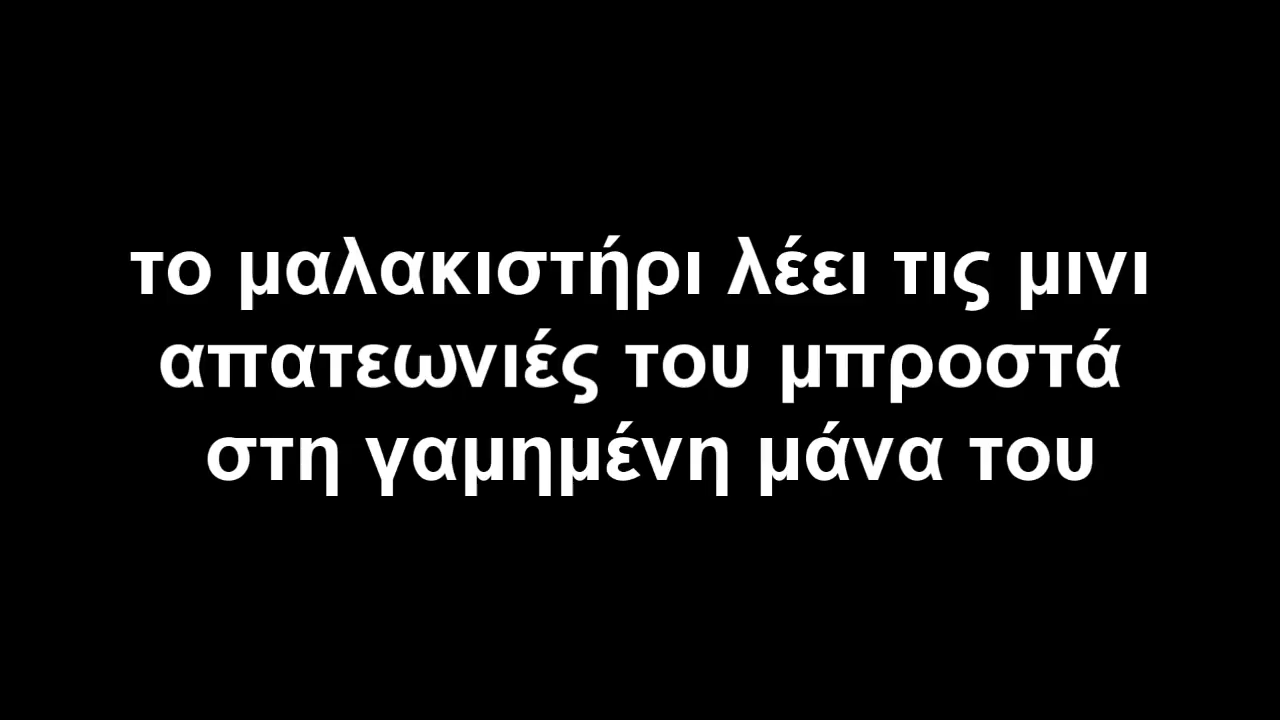 το μαλακιστήρι λέει τις μινι
απατεωνιές του μπροστά
στη γαμημένη μάνα του